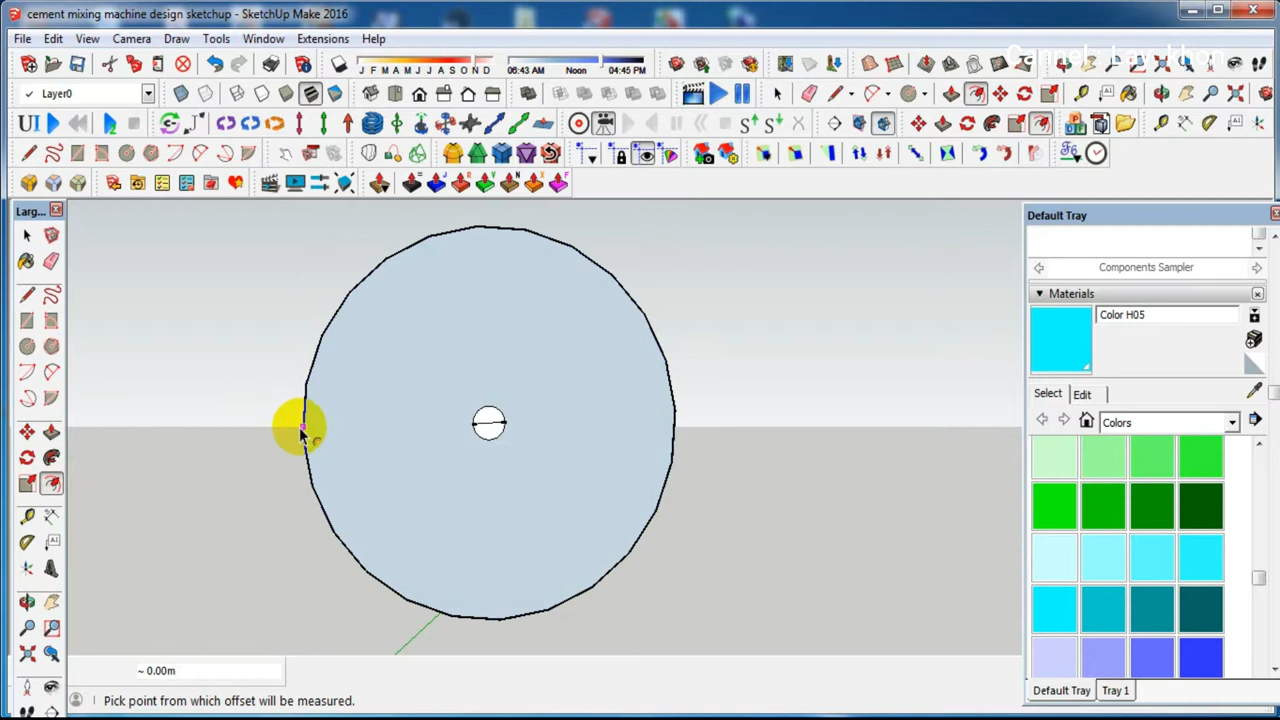 cement mixing machine design sketchup - SketchUp Make 2016
File Edit View Camera Draw Tools Window Extensions Help
J F M A M J J A S O N D
06:43 AM Noon 04:45 PM
Layer0
UI
Larg...
Default Tray
Components Sampler
Materials
Color H05
Select Edit
Colors
Default Tray Tray 1
~ 0.00m
Pick point from which offset will be measured.